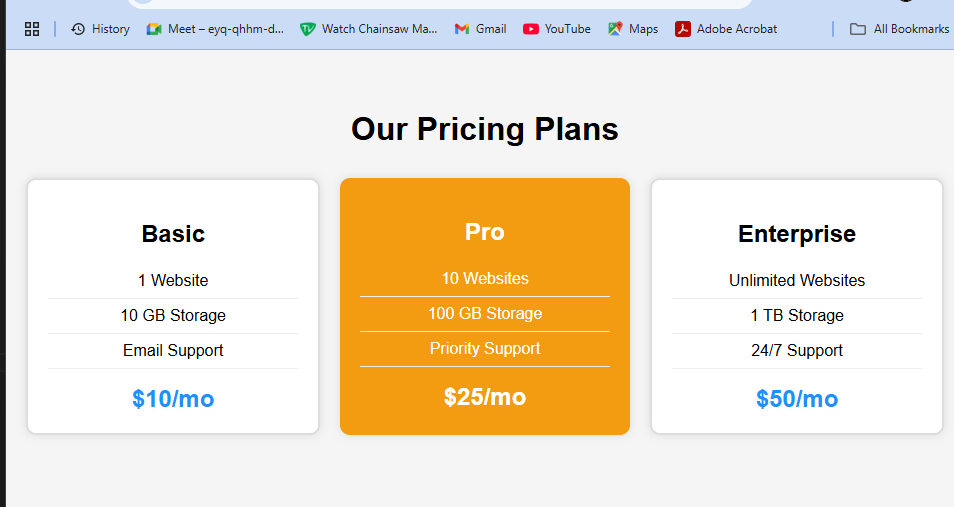 History
Meet – eyq-qhhm-d...
Watch Chainsaw Ma...
Gmail
YouTube
Maps
Adobe Acrobat
All Bookmarks
Our Pricing Plans
Basic
1 Website
10 GB Storage
Email Support
$10/mo
Pro
10 Websites
100 GB Storage
Priority Support
$25/mo
Enterprise
Unlimited Websites
1 TB Storage
24/7 Support
$50/mo